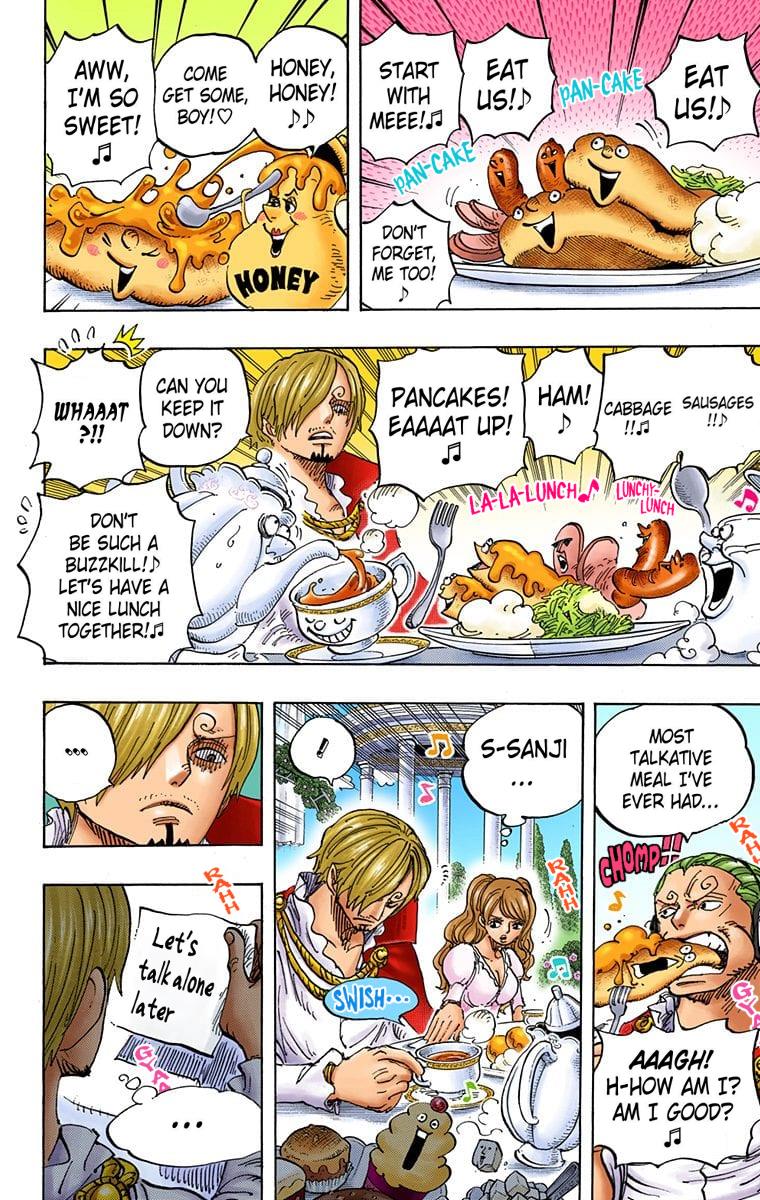 EAT
US!♪
PAN-CAKE
EAT
US!♪
START
WITH
MEEE!♫
PAN-CAKE
DON'T
FORGET,
ME TOO!
♪
HONEY,
HONEY!
♪♪
COME
GET SOME,
BOY!♡
AWW,
I'M SO
SWEET!
♫
HONEY
SAUSAGES
!!♪
CABBAGE
!!♫
HAM!
♪
PANCAKES!
EAAAAT UP!
♫
LUNCHY-
LUNCH
LA-LA-LUNCH♪
CAN YOU
KEEP IT
DOWN?
WHAAAT
?!!
DON'T
BE SUCH A
BUZZKILL!♪
LET'S HAVE A
NICE LUNCH
TOGETHER!♫
MOST
TALKATIVE
MEAL I'VE
EVER HAD...
RAHH
CHOMP!!
GYA
AAAGH!
H-HOW AM I?
AM I GOOD?
♫
S-SANJI
...
!
RAHH
SWISH...
...
RAHH
Let's
talk alone
later
GYAA
...